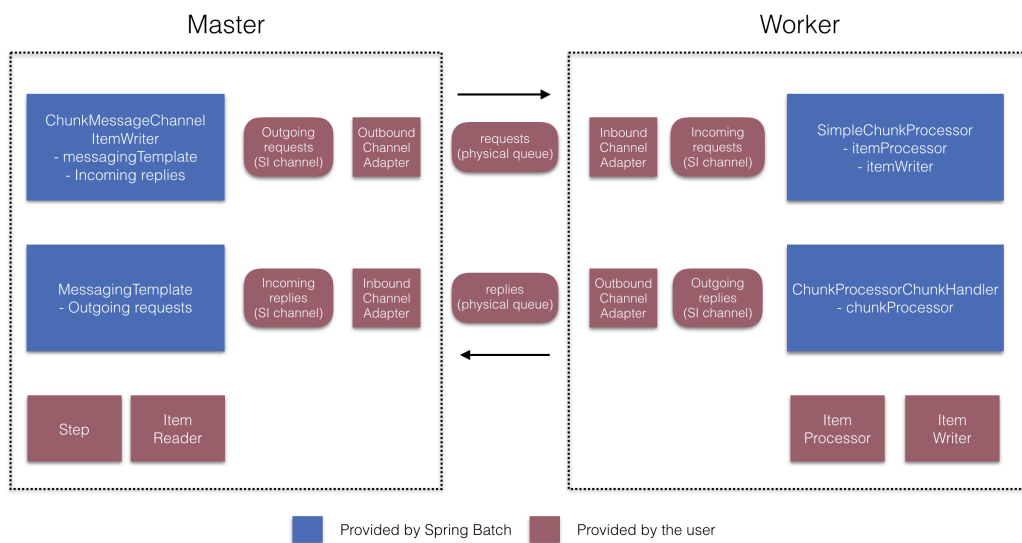 Master
Worker
ChunkMessageChannel
ItemWriter
- messagingTemplate
- Incoming replies
Outgoing
requests
(SI channel)
Outbound
Channel
Adapter
requests
(physical queue)
Inbound
Channel
Adapter
Incoming
requests
(SI channel)
SimpleChunkProcessor
- itemProcessor
- itemWriter
MessagingTemplate
- Outgoing requests
Incoming
replies
(SI channel)
Inbound
Channel
Adapter
replies
(physical queue)
Outbound
Channel
Adapter
Outgoing
replies
(SI channel)
ChunkProcessorChunkHandler
- chunkProcessor
Step
Item
Reader
Item
Processor
Item
Writer
Provided by Spring Batch
Provided by the user